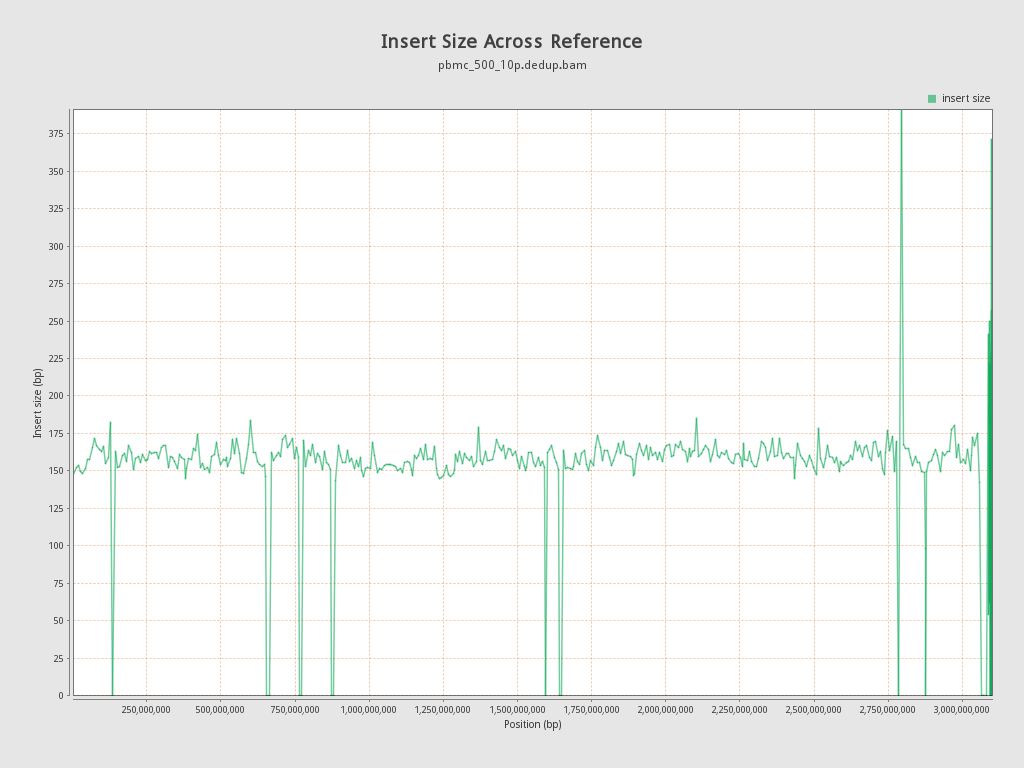 Insert Size Across Reference
pbmc_500_10p.dedup.bam
insert size
375
350
325
300
275
250
225
200
175
150
125
100
75
50
25
0
Insert size (bp)
250,000,000 500,000,000 750,000,000 1,000,000,000 1,250,000,000 1,500,000,000 1,750,000,000 2,000,000,000 2,250,000,000 2,500,000,000 2,750,000,000 3,000,000,000
Position (bp)